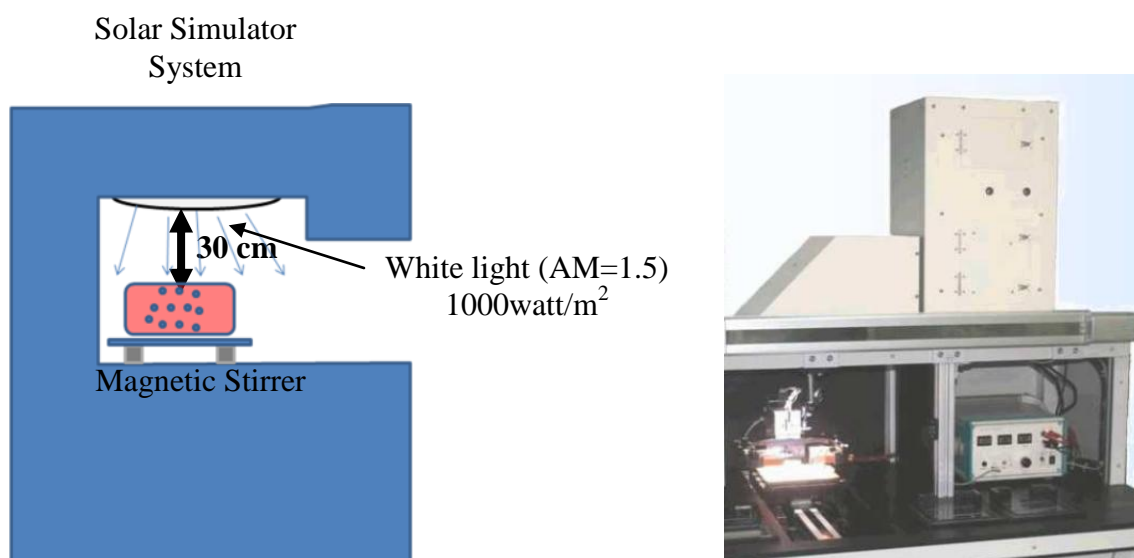 Solar Simulator
System
30 cm
White light (AM=1.5)
1000watt/m²
Magnetic Stirrer